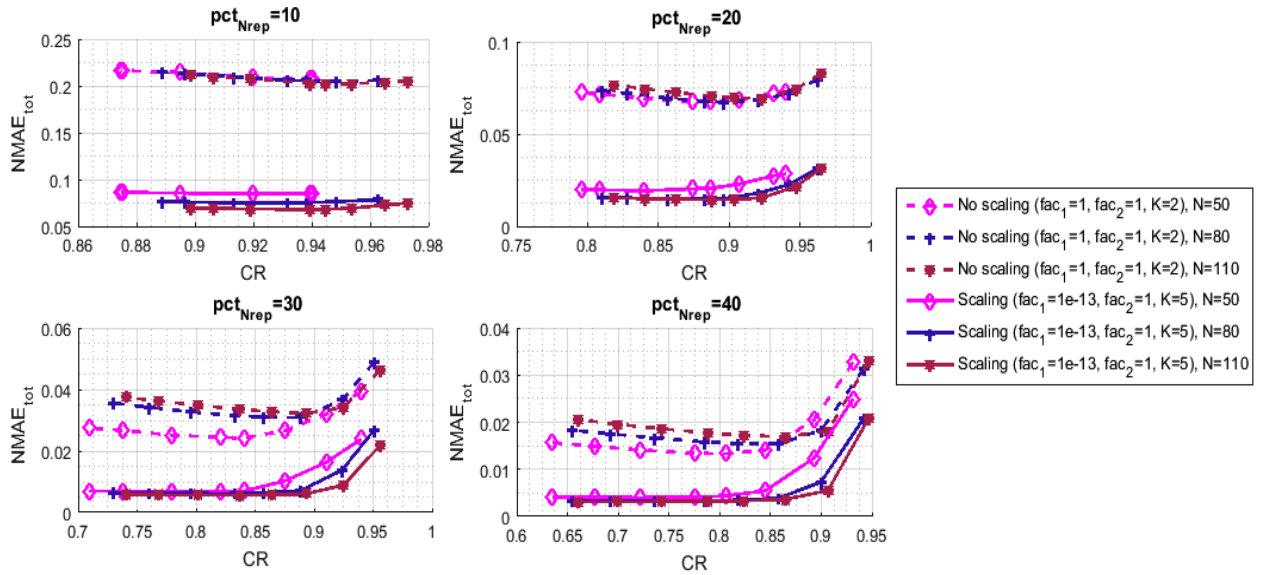 pct_Nrep=10
NMAE_tot
0.25
0.2
0.15
0.1
0.05
0.86 0.88 0.9 0.92 0.94 0.96 0.98
CR
pct_Nrep=20
NMAE_tot
0.1
0.05
0
0.75 0.8 0.85 0.9 0.95 1
CR
pct_Nrep=30
NMAE_tot
0.06
0.04
0.02
0
0.7 0.75 0.8 0.85 0.9 0.95 1
CR
pct_Nrep=40
NMAE_tot
0.04
0.03
0.02
0.01
0
0.6 0.65 0.7 0.75 0.8 0.85 0.9 0.95
CR
No scaling (fac_1=1, fac_2=1, K=2), N=50
No scaling (fac_1=1, fac_2=1, K=2), N=80
No scaling (fac_1=1, fac_2=1, K=2), N=110
Scaling (fac_1=1e-13, fac_2=1, K=5), N=50
Scaling (fac_1=1e-13, fac_2=1, K=5), N=80
Scaling (fac_1=1e-13, fac_2=1, K=5), N=110